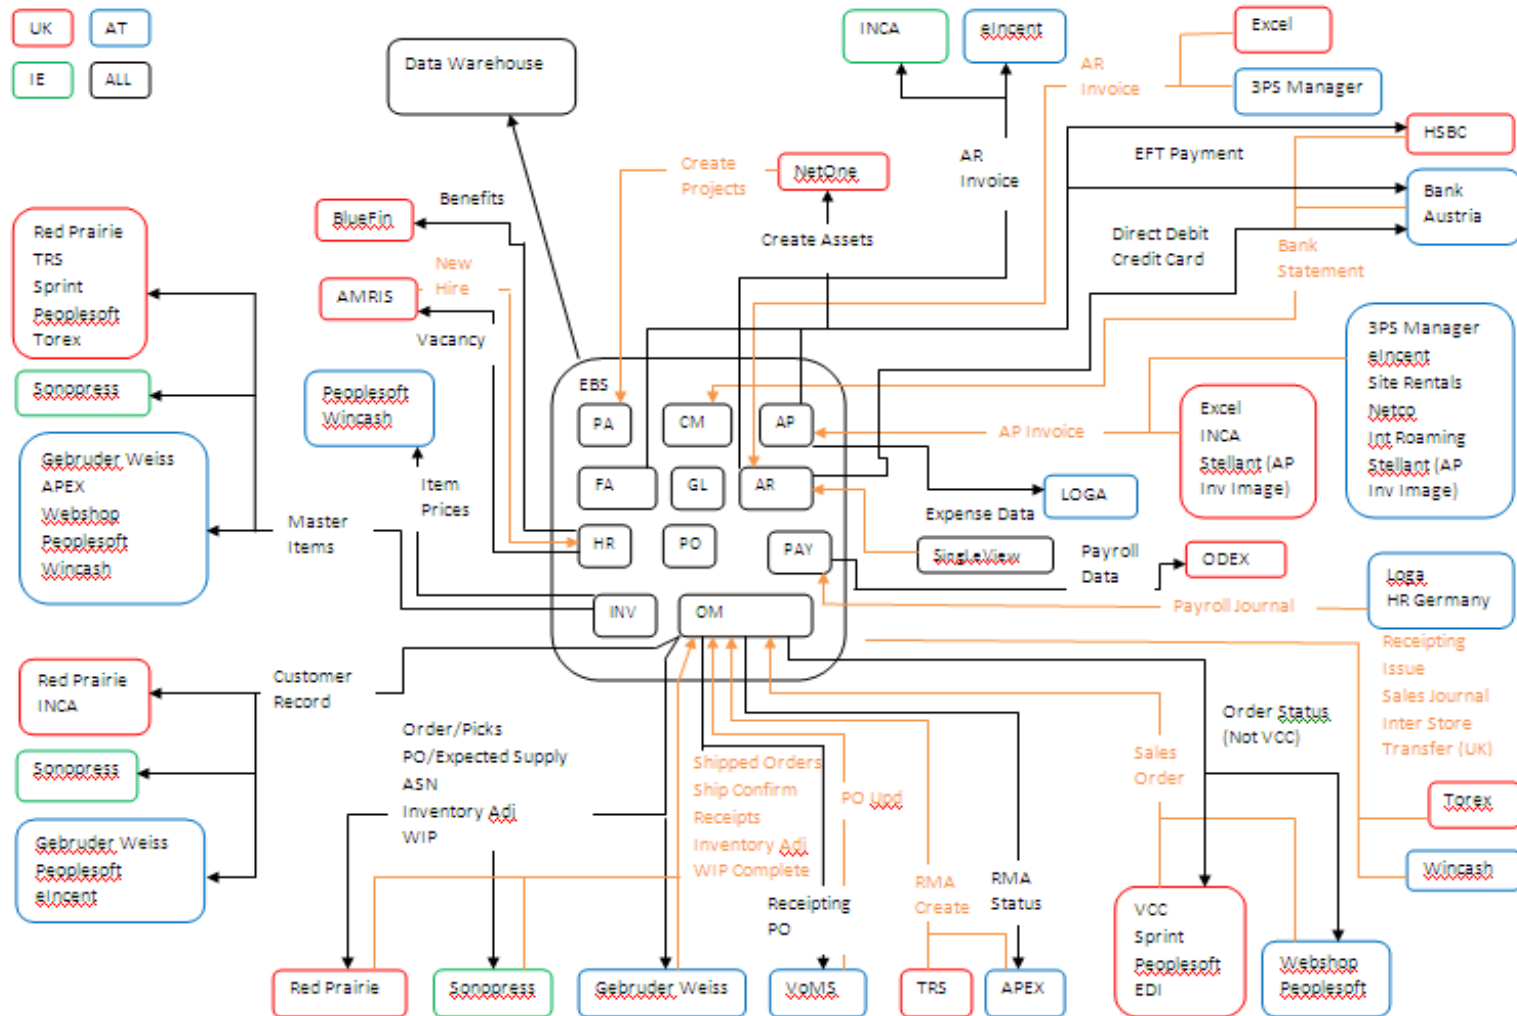 UK
AT
IE
ALL
Data Warehouse
INCA
eIncent
Excel
AR
Invoice
3PS Manager
HSBC
EFT Payment
Bank
Austria
Direct Debit
Credit Card
Bank
Statement
AR
Invoice
NetOne
Create
Projects
Create Assets
Benefits
BlueFin
New
Hire
AMRIS
Vacancy
Red Prairie
TRS
Sprint
Peoplesoft
Torex
Sonopress
Gebruder Weiss
APEX
Webshop
Peoplesoft
Wincash
Master
Items
Peoplesoft
Wincash
Item
Prices
EBS
PA
CM
AP
FA
GL
AR
HR
PO
PAY
INV
OM
AP Invoice
Excel
INCA
Stellant (AP
Inv Image)
3PS Manager
eIncent
Site Rentals
Netco
Int Roaming
Stellant (AP
Inv Image)
LOGA
Expense Data
SingleView
Payroll
Data
ODEX
Payroll Journal
Loga
HR Germany
Receipting
Issue
Sales Journal
Inter Store
Transfer (UK)
Torex
Wincash
Customer
Record
Red Prairie
INCA
Sonopress
Gebruder Weiss
Peoplesoft
eIncent
Order/Picks
PO/Expected Supply
ASN
Inventory Adj
WIP
Shipped Orders
Ship Confirm
Receipts
Inventory Adj
WIP Complete
PO Upd
Receipting
PO
RMA
Create
RMA
Status
Sales
Order
Order Status
(Not VCC)
Red Prairie
Sonopress
Gebruder Weiss
VoMS
TRS
APEX
VCC
Sprint
Peoplesoft
EDI
Webshop
Peoplesoft